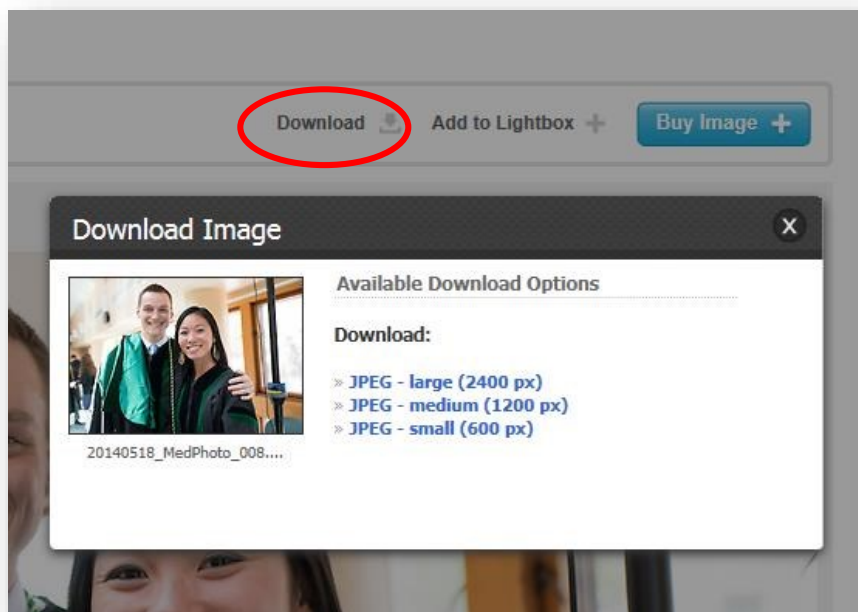 Download Add to Lightbox + Buy Image +
Download Image X
Available Download Options
Download:
» JPEG - large (2400 px)
» JPEG - medium (1200 px)
» JPEG - small (600 px)
20140518_MedPhoto_008....